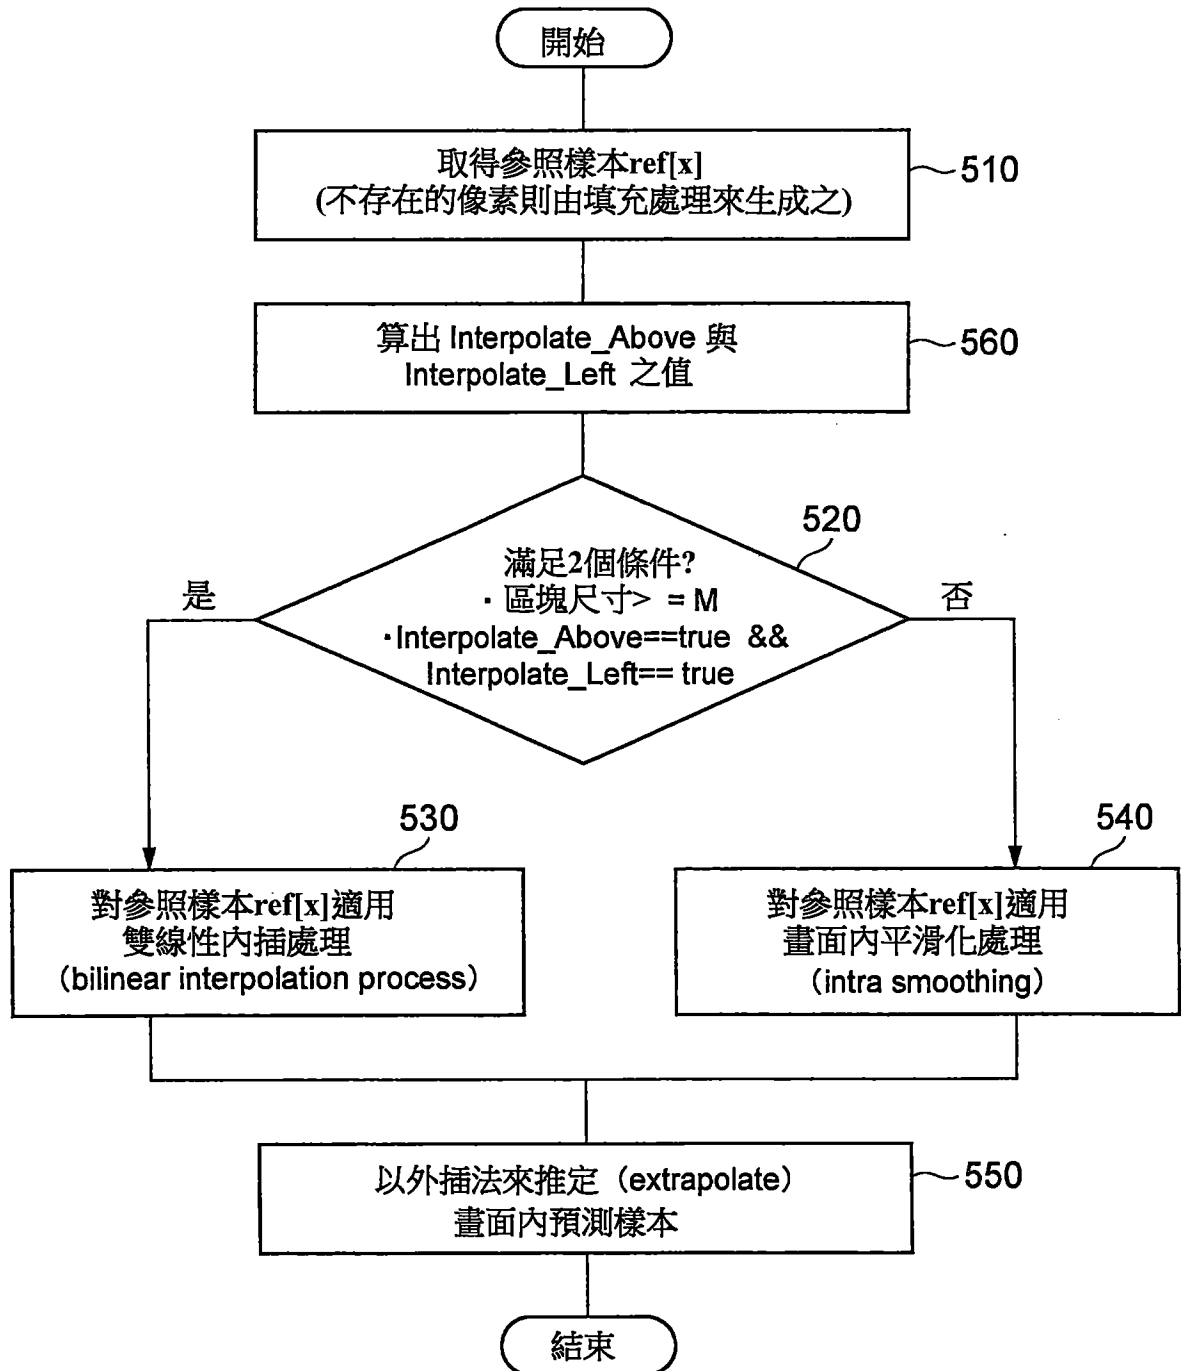 開始
取得參照樣本ref[x]
(不存在的像素則由填充處理來生成之)
510
算出 Interpolate_Above 與
Interpolate_Left 之值
560
520
滿足2個條件?
・區塊尺寸> = M
・Interpolate_Above==true &&
Interpolate_Left== true
是
否
530
對參照樣本ref[x]適用
雙線性內插處理
（bilinear interpolation process）
540
對參照樣本ref[x]適用
畫面內平滑化處理
（intra smoothing）
以外插法來推定（extrapolate）
畫面內預測樣本
550
結束